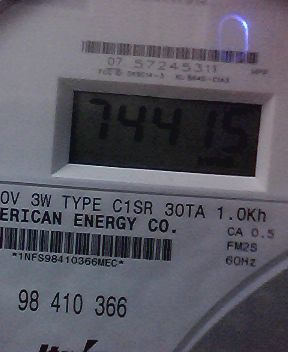 07 57245311
74415
0V 3W TYPE C1SR 30TA 1.0Kh
ERICAN ENERGY CO.
CA 0.5
FM2S
60Hz
*1NFS98410366MEC*
98 410 366